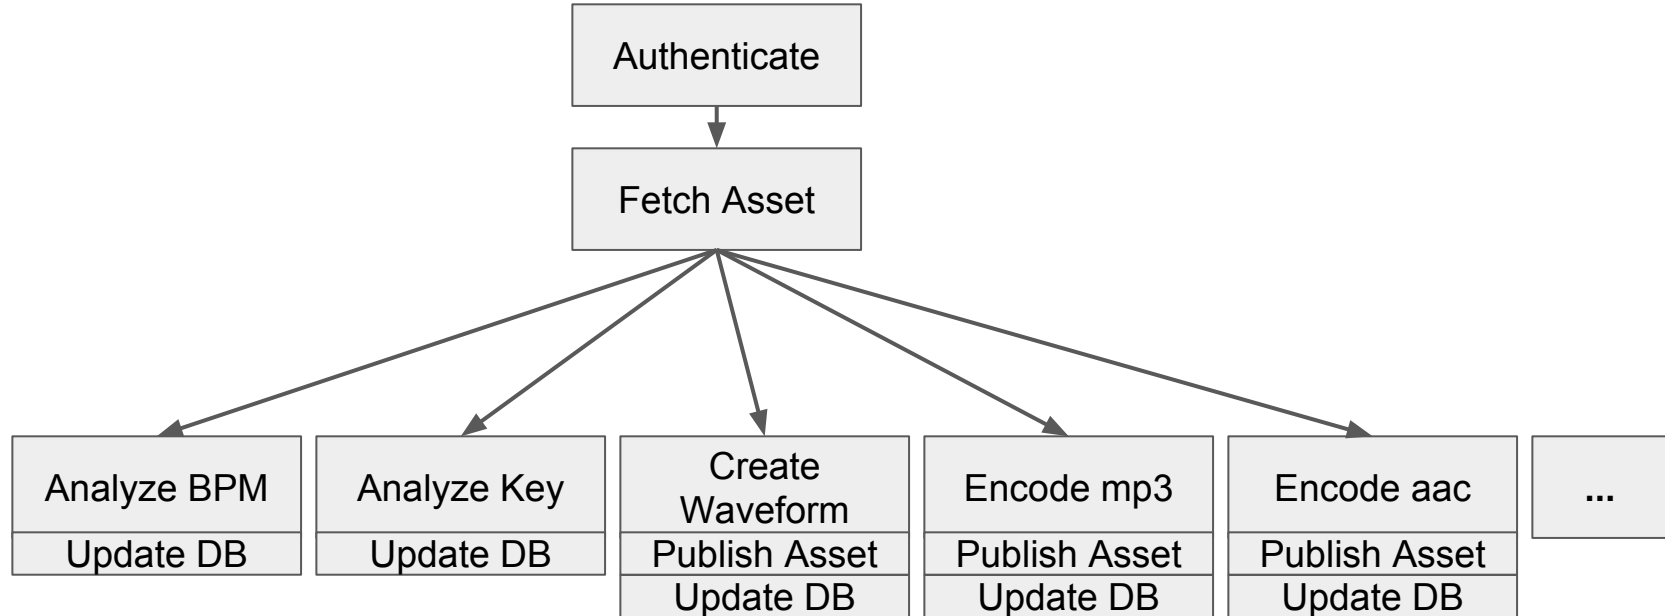 Authenticate
Fetch Asset
Analyze BPM
Update DB
Analyze Key
Update DB
Create
Waveform
Publish Asset
Update DB
Encode mp3
Publish Asset
Update DB
Encode aac
Publish Asset
Update DB
...